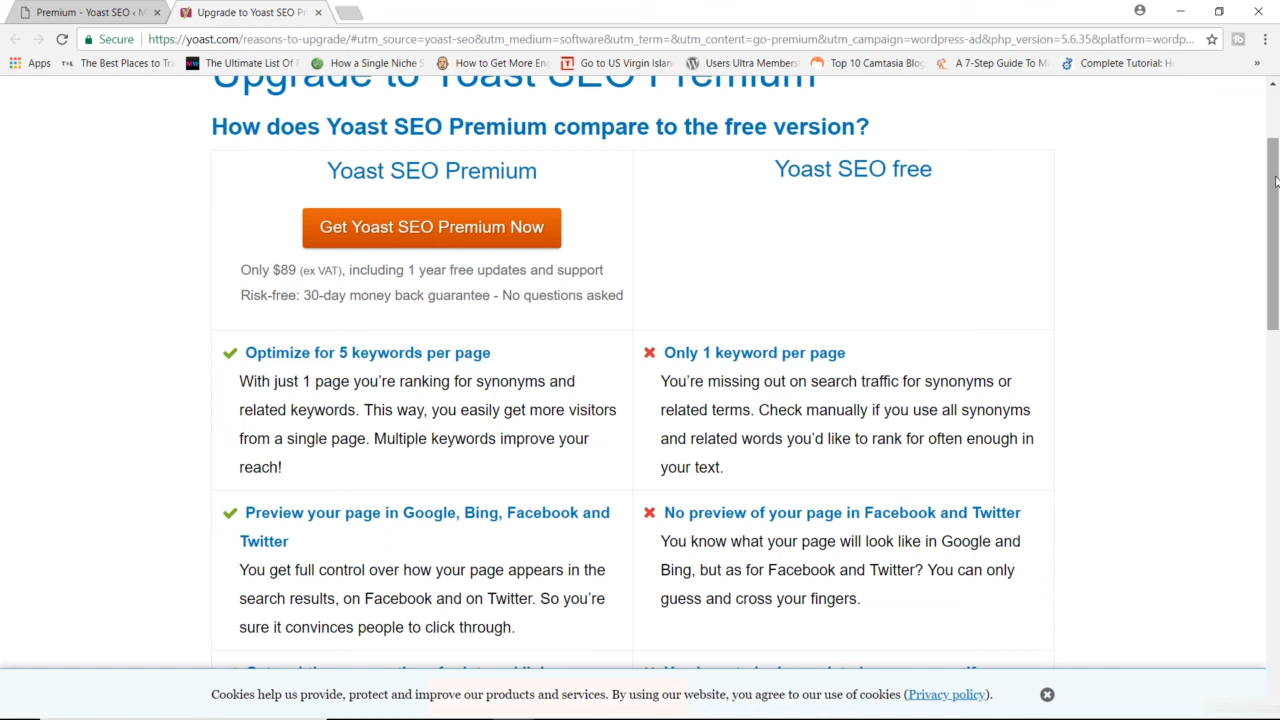 Premium - Yoast SEO ‹ M
Upgrade to Yoast SEO Pr
Secure
https://yoast.com/reasons-to-upgrade/#utm_source=yoast-seo&utm_medium=software&utm_term=&utm_content=go-premium&utm_campaign=wordpress-ad&php_version=5.6.35&platform=wordp...
Apps
The Best Places to Tra
The Ultimate List Of F
How a Single Niche S
How to Get More Eng
Go to US Virgin Islan
Users Ultra Members
Top 10 Camtasia Blog
A 7-Step Guide To M
Complete Tutorial: H
»
Upgrade to Yoast SEO Premium
How does Yoast SEO Premium compare to the free version?
Yoast SEO Premium
Get Yoast SEO Premium Now
Only $89 (ex VAT), including 1 year free updates and support
Risk-free: 30-day money back guarantee - No questions asked
Yoast SEO free
Optimize for 5 keywords per page
With just 1 page you’re ranking for synonyms and
related keywords. This way, you easily get more visitors
from a single page. Multiple keywords improve your
reach!
Only 1 keyword per page
You’re missing out on search traffic for synonyms or
related terms. Check manually if you use all synonyms
and related words you’d like to rank for often enough in
your text.
Preview your page in Google, Bing, Facebook and
Twitter
You get full control over how your page appears in the
search results, on Facebook and on Twitter. So you’re
sure it convinces people to click through.
No preview of your page in Facebook and Twitter
You know what your page will look like in Google and
Bing, but as for Facebook and Twitter? You can only
guess and cross your fingers.
Cookies help us provide, protect and improve our products and services. By using our website, you agree to our use of cookies (Privacy policy).